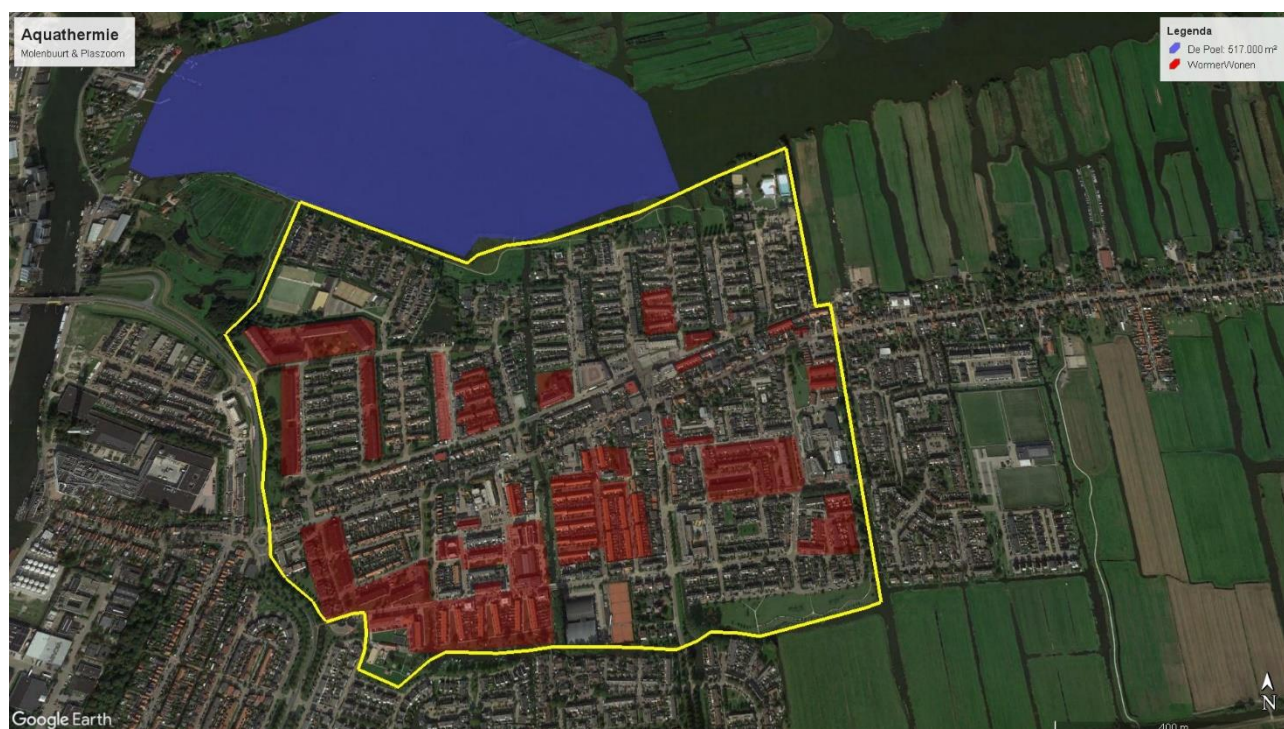 Aquathermie
Molenbuurt & Plaszoom
Legenda
De Poel: 517.000 m²
WormerWonen
Google Earth
400 m
N